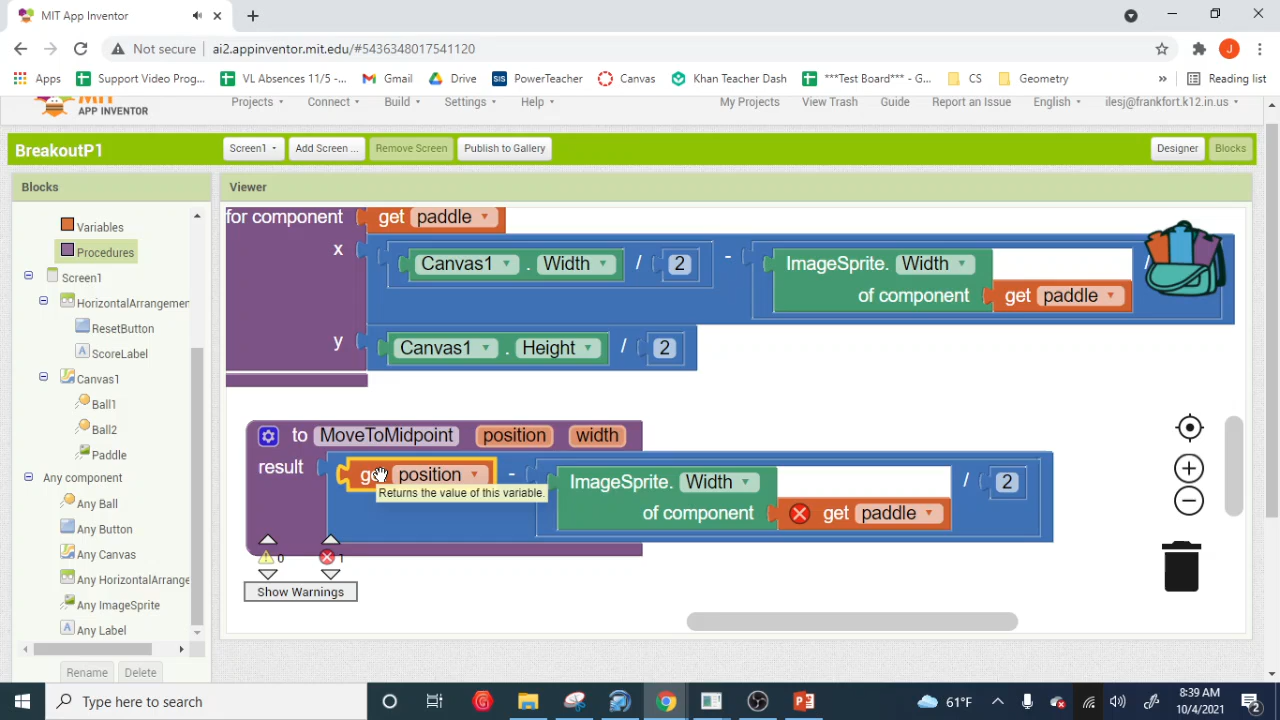 MIT App Inventor
Not secure | ai2.appinventor.mit.edu/#5436348017541120
J
Apps Support Video Prog... VL Absences 11/5 -... Gmail Drive SIS PowerTeacher Canvas Khan Teacher Dash ***Test Board*** - G... CS Geometry » Reading list
MIT
APP INVENTOR
Projects Connect Build Settings Help My Projects View Trash Guide Report an Issue English ilesj@frankfort.k12.in.us
BreakoutP1 Screen1 Add Screen ... Remove Screen Publish to Gallery Designer Blocks
Blocks Viewer
Variables
Procedures
Screen1
HorizontalArrangemen
ResetButton
ScoreLabel
Canvas1
Ball1
Ball2
Paddle
Any component
Any Ball
Any Button
Any Canvas
Any HorizontalArrange
Any ImageSprite
Any Label
Rename Delete
for component get paddle
x Canvas1 . Width / 2 - ImageSprite. Width /
of component get paddle
y Canvas1 . Height / 2
to MoveToMidpoint position width
result get position - ImageSprite. Width / 2
Returns the value of this variable.
of component get paddle
0 1
Show Warnings
Type here to search
61°F
8:39 AM
10/4/2021
2